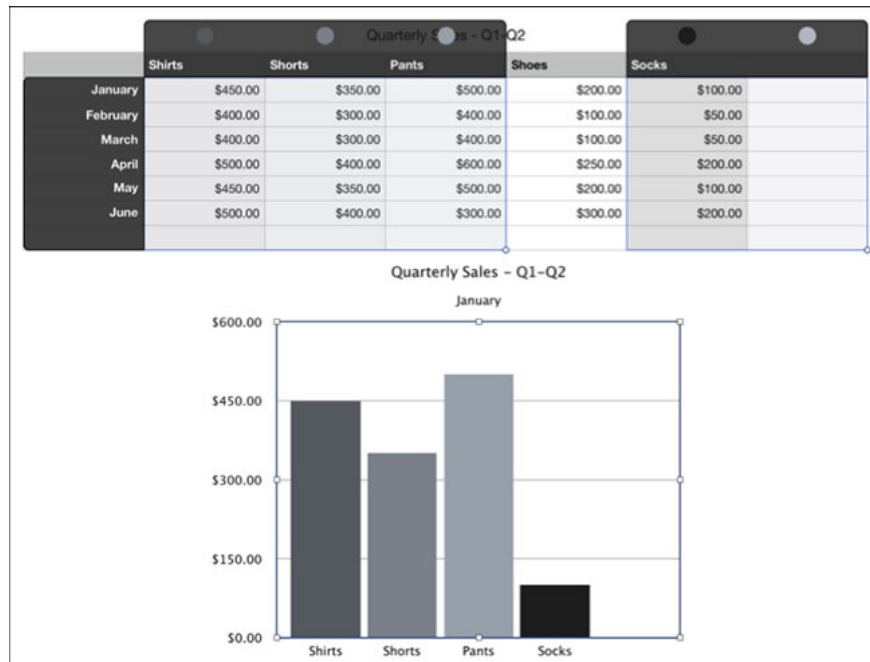 Quarterly Sales - Q1-Q2
Shirts Shorts Pants Shoes Socks
January $450.00 $350.00 $500.00 $200.00 $100.00
February $400.00 $300.00 $400.00 $100.00 $50.00
March $400.00 $300.00 $400.00 $100.00 $50.00
April $500.00 $400.00 $600.00 $250.00 $200.00
May $450.00 $350.00 $500.00 $200.00 $100.00
June $500.00 $400.00 $300.00 $300.00 $200.00
Quarterly Sales - Q1-Q2
January
$600.00
$450.00
$300.00
$150.00
$0.00
Shirts Shorts Pants Socks